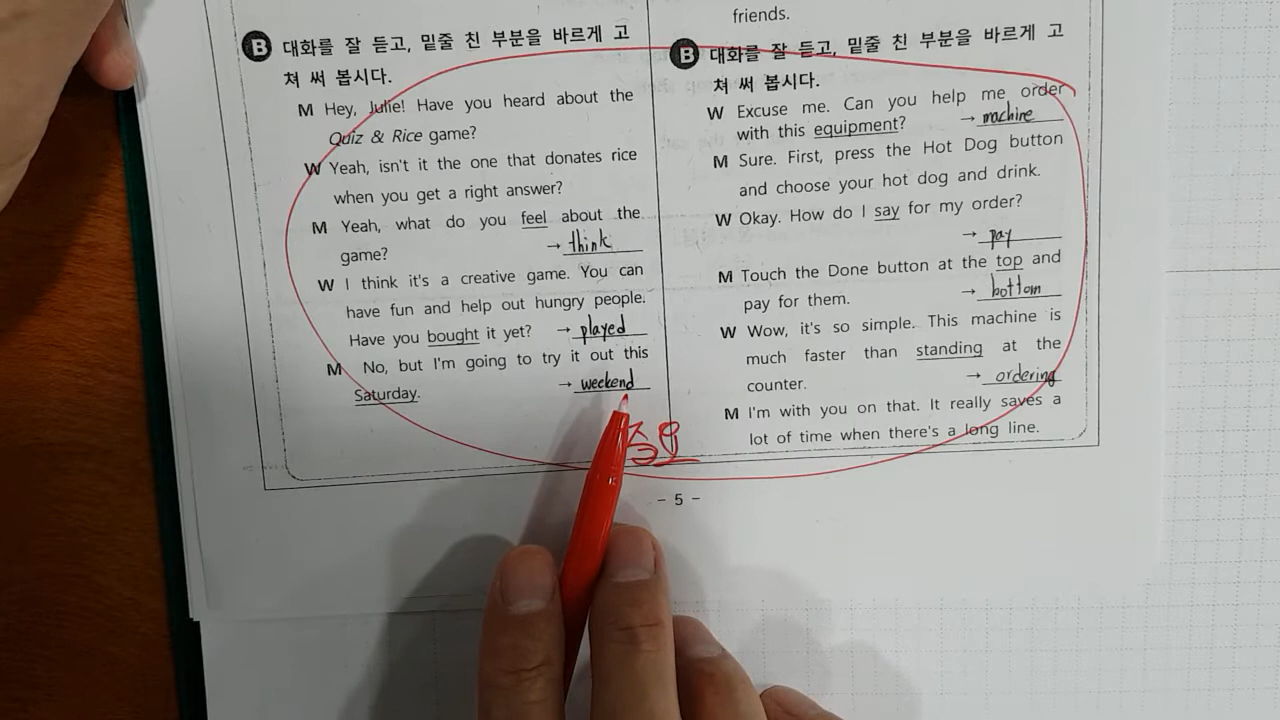 B 대화를 잘 듣고, 밑줄 친 부분을 바르게 고
쳐 써 봅시다.
M Hey, Julie! Have you heard about the
Quiz & Rice game?
W Yeah, isn't it the one that donates rice
when you get a right answer?
M Yeah, what do you feel about the
game? → think
W I think it's a creative game. You can
have fun and help out hungry people.
Have you bought it yet? → played
M No, but I'm going to try it out this
Saturday. → weekend
friends.
B 대화를 잘 듣고, 밑줄 친 부분을 바르게 고
쳐 써 봅시다.
W Excuse me. Can you help me order
with this equipment? → machine
M Sure. First, press the Hot Dog button
and choose your hot dog and drink.
W Okay. How do I say for my order?
→ pay
M Touch the Done button at the top and
pay for them. → bottom
W Wow, it's so simple. This machine is
much faster than standing at the
counter. → ordering
M I'm with you on that. It really saves a
lot of time when there's a long line.
중요
- 5 -